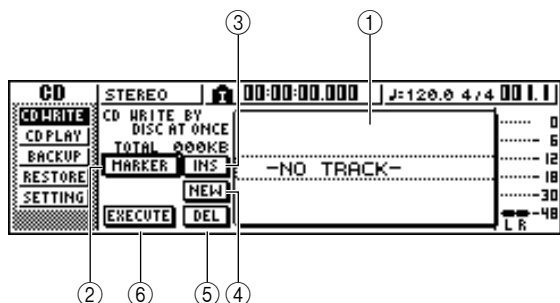 ③ ①
CD STEREO 00:00:00.000 ♩=120.0 4/4 001.1
CD WRITE CD WRITE BY
CD PLAY DISC AT ONCE
BACKUP TOTAL 000KB
RESTORE MARKER INS -NO TRACK-
SETTING NEW
EXECUTE DEL
0
6
12
18
30
48
L R
② ⑥ ⑤ ④